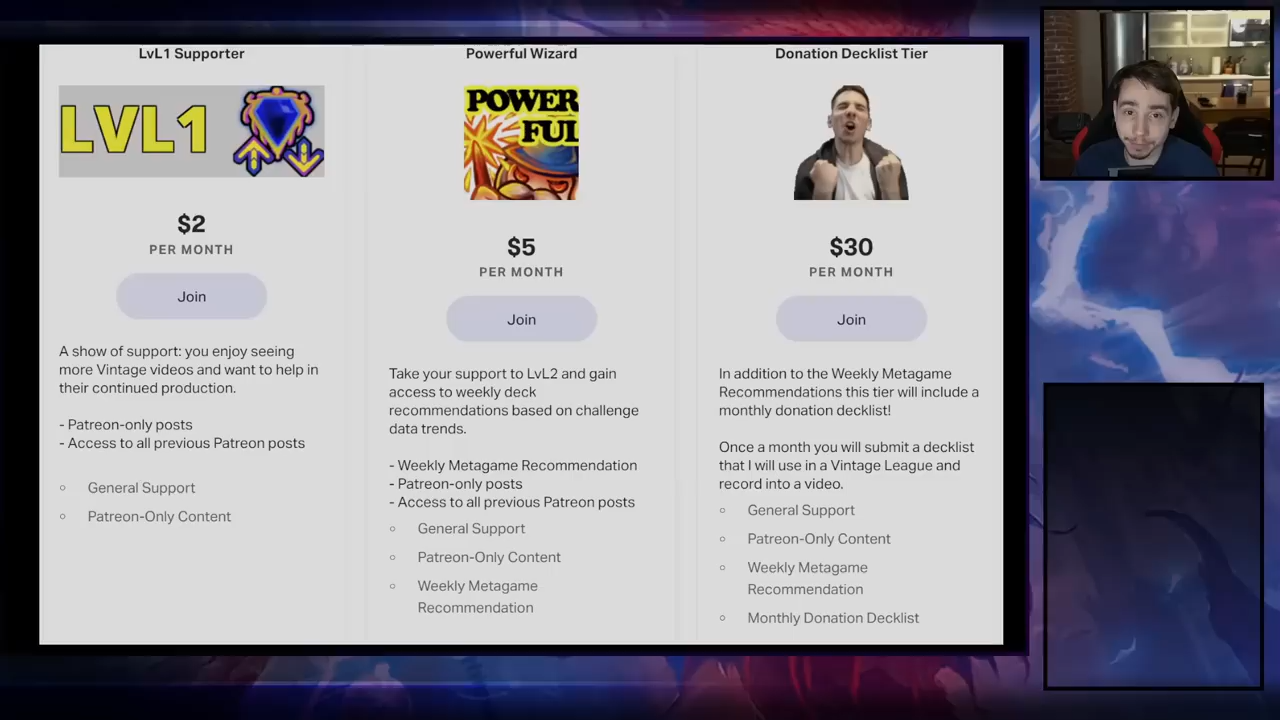 LvL1 Supporter
LVL1
$2
PER MONTH
Join
A show of support: you enjoy seeing
more Vintage videos and want to help in
their continued production.
- Patreon-only posts
- Access to all previous Patreon posts
General Support
Patreon-Only Content
Powerful Wizard
POWER
FUL
$5
PER MONTH
Join
Take your support to LvL2 and gain
access to weekly deck
recommendations based on challenge
data trends.
- Weekly Metagame Recommendation
- Patreon-only posts
- Access to all previous Patreon posts
General Support
Patreon-Only Content
Weekly Metagame
Recommendation
Donation Decklist Tier
$30
PER MONTH
Join
In addition to the Weekly Metagame
Recommendations this tier will include a
monthly donation decklist!
Once a month you will submit a decklist
that I will use in a Vintage League and
record into a video.
General Support
Patreon-Only Content
Weekly Metagame
Recommendation
Monthly Donation Decklist